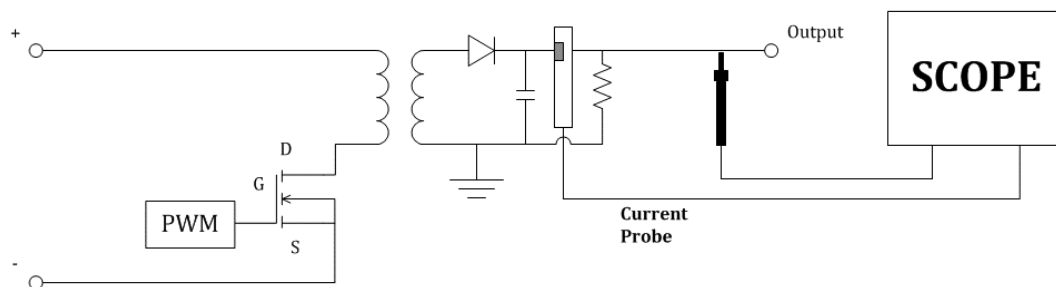 +
Output
SCOPE
D
G
PWM
S
Current
Probe
-